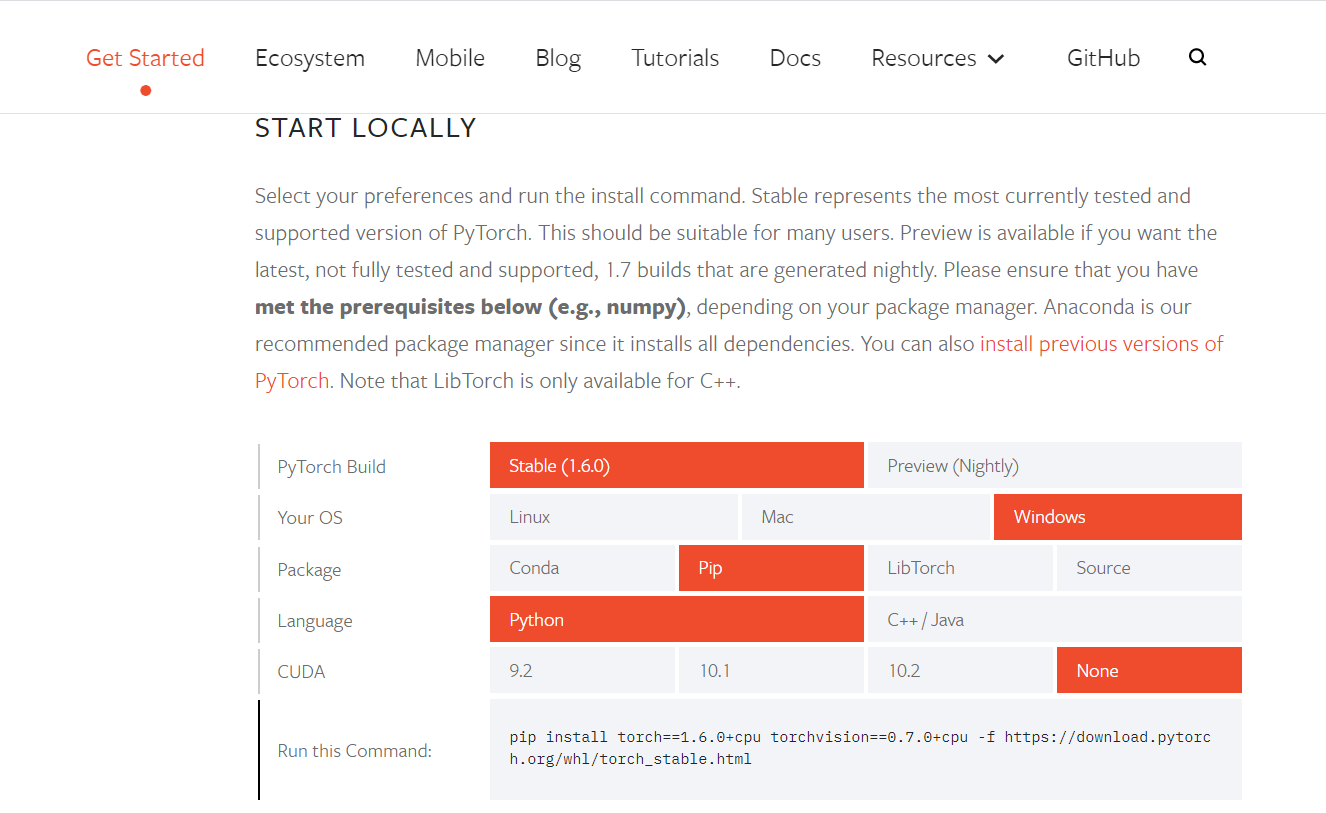 Get Started Ecosystem Mobile Blog Tutorials Docs Resources GitHub
START LOCALLY
Select your preferences and run the install command. Stable represents the most currently tested and
supported version of PyTorch. This should be suitable for many users. Preview is available if you want the
latest, not fully tested and supported, 1.7 builds that are generated nightly. Please ensure that you have
met the prerequisites below (e.g., numpy), depending on your package manager. Anaconda is our
recommended package manager since it installs all dependencies. You can also install previous versions of
PyTorch. Note that LibTorch is only available for C++.
PyTorch Build Stable (1.6.0) Preview (Nightly)
Your OS Linux Mac Windows
Package Conda Pip LibTorch Source
Language Python C++ / Java
CUDA 9.2 10.1 10.2 None
Run this Command:
pip install torch==1.6.0+cpu torchvision==0.7.0+cpu -f https://download.pytorc
h.org/whl/torch_stable.html